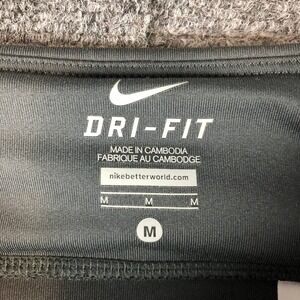 DRI-FIT
MADE IN CAMBODIA
FABRIQUE AU CAMBODGE
nikebetterworld.com
M M M
M